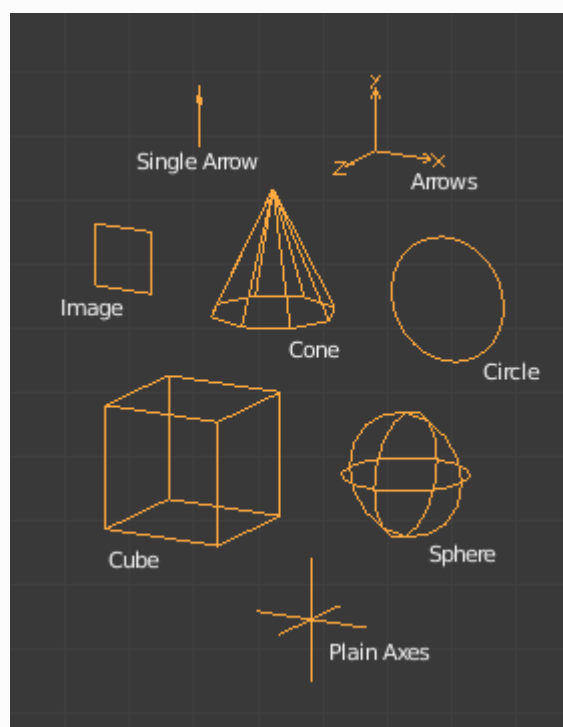 Y
Single Arrow
Z
X
Arrows
Image
Cone
Circle
Cube
Sphere
Plain Axes